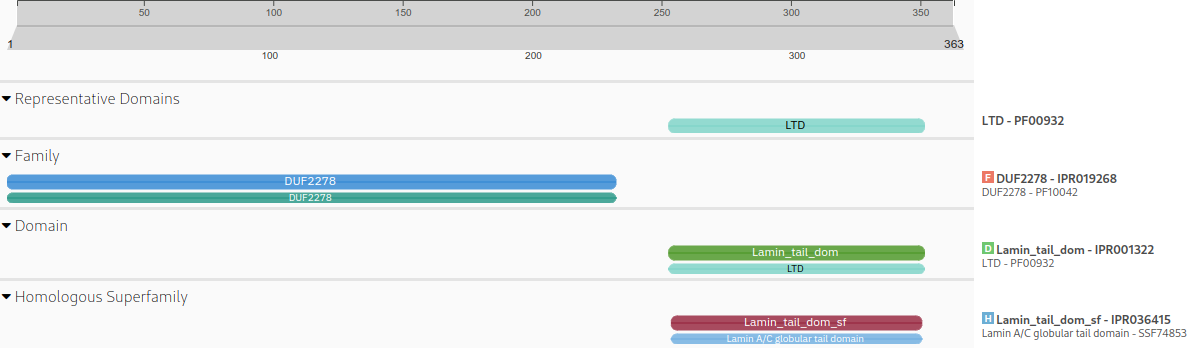 50 100 150 200 250 300 350
1 363
100 200 300
Representative Domains
LTD LTD - PF00932
Family
DUF2278 F DUF2278 - IPR019268
DUF2278 DUF2278 - PF10042
Domain
Lamin_tail_dom D Lamin_tail_dom - IPR001322
LTD LTD - PF00932
Homologous Superfamily
Lamin_tail_dom_sf H Lamin_tail_dom_sf - IPR036415
Lamin A/C globular tail domain Lamin A/C globular tail domain - SSF74853